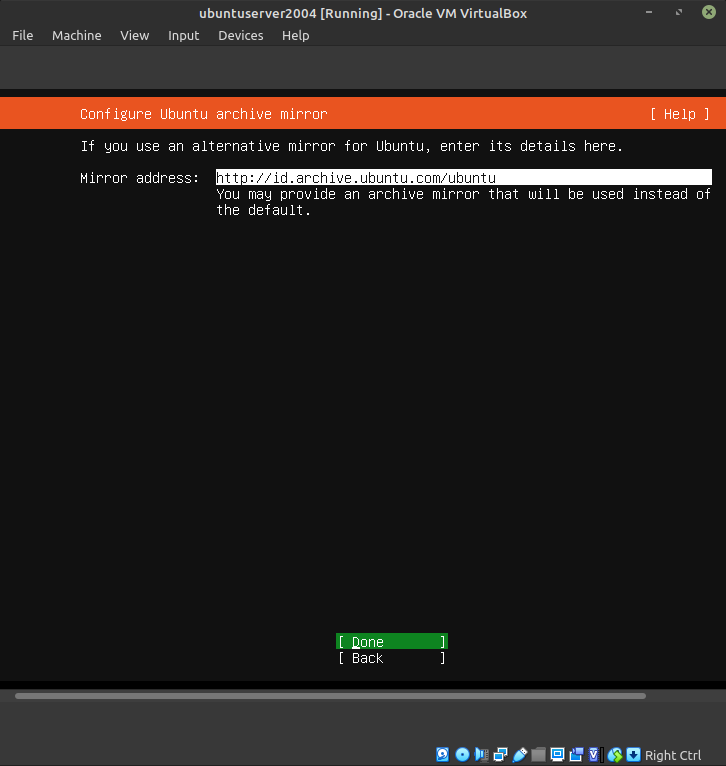 ubuntuserver2004 [Running] - Oracle VM VirtualBox
File Machine View Input Devices Help
Configure Ubuntu archive mirror [ Help ]
If you use an alternative mirror for Ubuntu, enter its details here.
Mirror address: http://id.archive.ubuntu.com/ubuntu
You may provide an archive mirror that will be used instead of
the default.
[ Done ]
[ Back ]
Right Ctrl